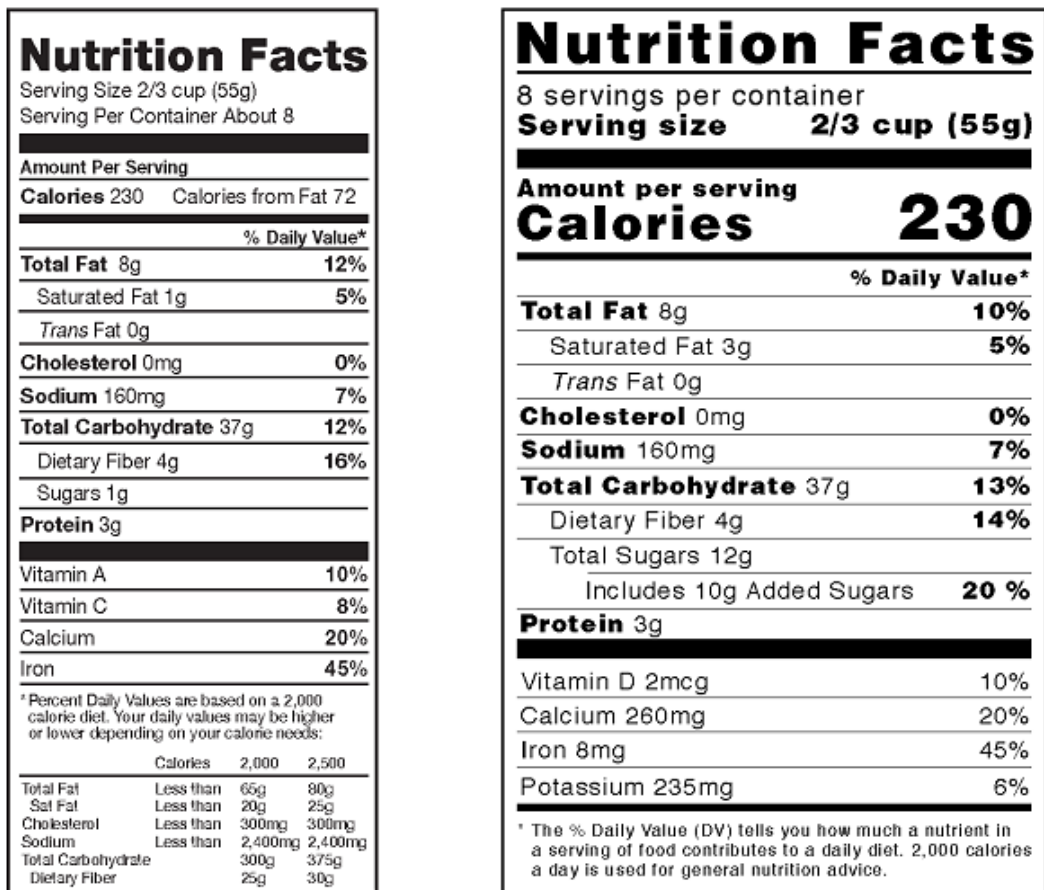 Nutrition Facts
Serving Size 2/3 cup (55g)
Serving Per Container About 8
Amount Per Serving
Calories 230 Calories from Fat 72
% Daily Value*
Total Fat 8g 12%
Saturated Fat 1g 5%
Trans Fat 0g
Cholesterol 0mg 0%
Sodium 160mg 7%
Total Carbohydrate 37g 12%
Dietary Fiber 4g 16%
Sugars 1g
Protein 3g
Vitamin A 10%
Vitamin C 8%
Calcium 20%
Iron 45%
*Percent Daily Values are based on a 2,000
calorie diet. Your daily values may be higher
or lower depending on your calorie needs:
Calories 2,000 2,500
Total Fat Less than 65g 80g
Sat Fat Less than 20g 25g
Cholesterol Less than 300mg 300mg
Sodium Less than 2,400mg 2,400mg
Total Carbohydrate 300g 375g
Dietary Fiber 25g 30g
Nutrition Facts
8 servings per container
Serving size 2/3 cup (55g)
Amount per serving
Calories 230
% Daily Value*
Total Fat 8g 10%
Saturated Fat 3g 5%
Trans Fat 0g
Cholesterol 0mg 0%
Sodium 160mg 7%
Total Carbohydrate 37g 13%
Dietary Fiber 4g 14%
Total Sugars 12g
Includes 10g Added Sugars 20 %
Protein 3g
Vitamin D 2mcg 10%
Calcium 260mg 20%
Iron 8mg 45%
Potassium 235mg 6%
* The % Daily Value (DV) tells you how much a nutrient in
a serving of food contributes to a daily diet. 2,000 calories
a day is used for general nutrition advice.